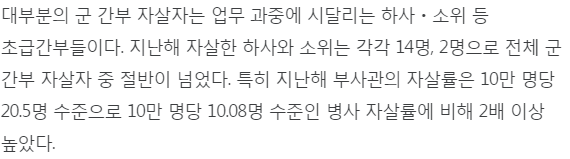 대부분의 군 간부 자살자는 업무 과중에 시달리는 하사・소위 등
초급간부들이다. 지난해 자살한 하사와 소위는 각각 14명, 2명으로 전체 군
간부 자살자 중 절반이 넘었다. 특히 지난해 부사관의 자살률은 10만 명당
20.5명 수준으로 10만 명당 10.08명 수준인 병사 자살률에 비해 2배 이상
높았다.